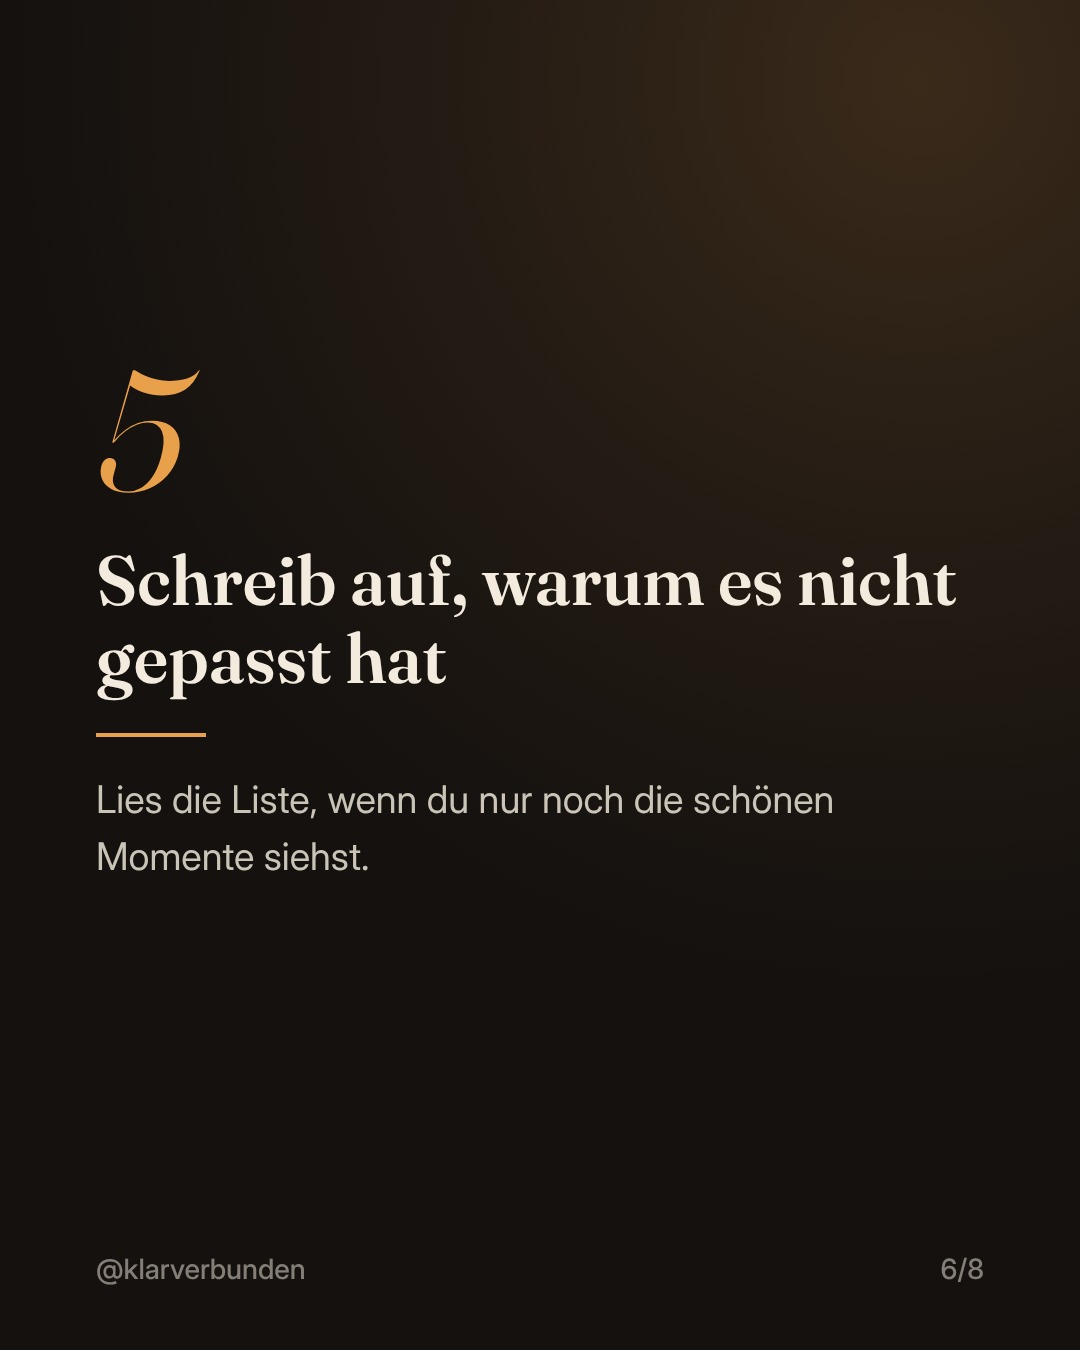 5
Schreib auf, warum es nicht
gepasst hat
Lies die Liste, wenn du nur noch die schönen
Momente siehst.
@klarverbunden
6/8